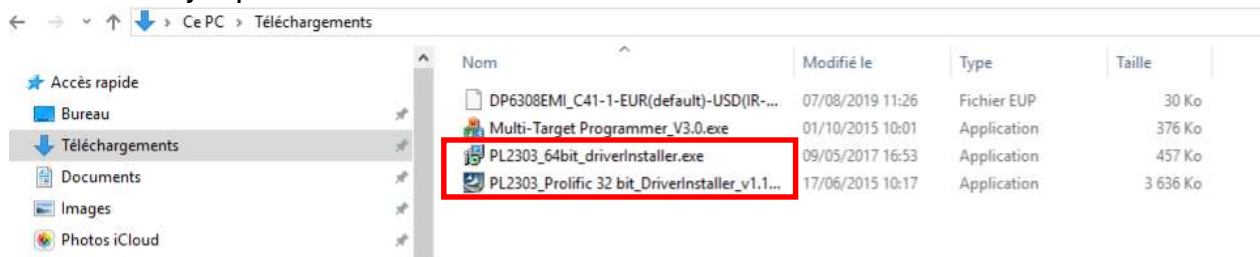 Ce PC > Téléchargements
Nom Modifié le Type Taille
Accès rapide
Bureau
Téléchargements
Documents
Images
Photos iCloud
DP6308EMI_C41-1-EUR(default)-USD(IR-... 07/08/2019 11:26 Fichier EUP 30 Ko
Multi-Target Programmer_V3.0.exe 01/10/2015 10:01 Application 376 Ko
PL2303_64bit_driverInstaller.exe 09/05/2017 16:53 Application 457 Ko
PL2303_Prolific 32 bit_DriverInstaller_v1.1... 17/06/2015 10:17 Application 3 636 Ko